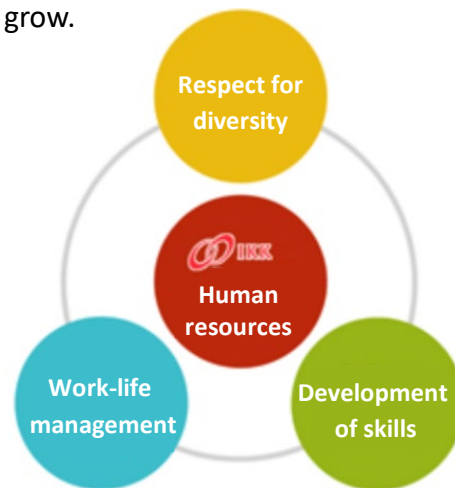 grow.
Respect for
diversity
IKK
Human
resources
Work-life
management
Development
of skills